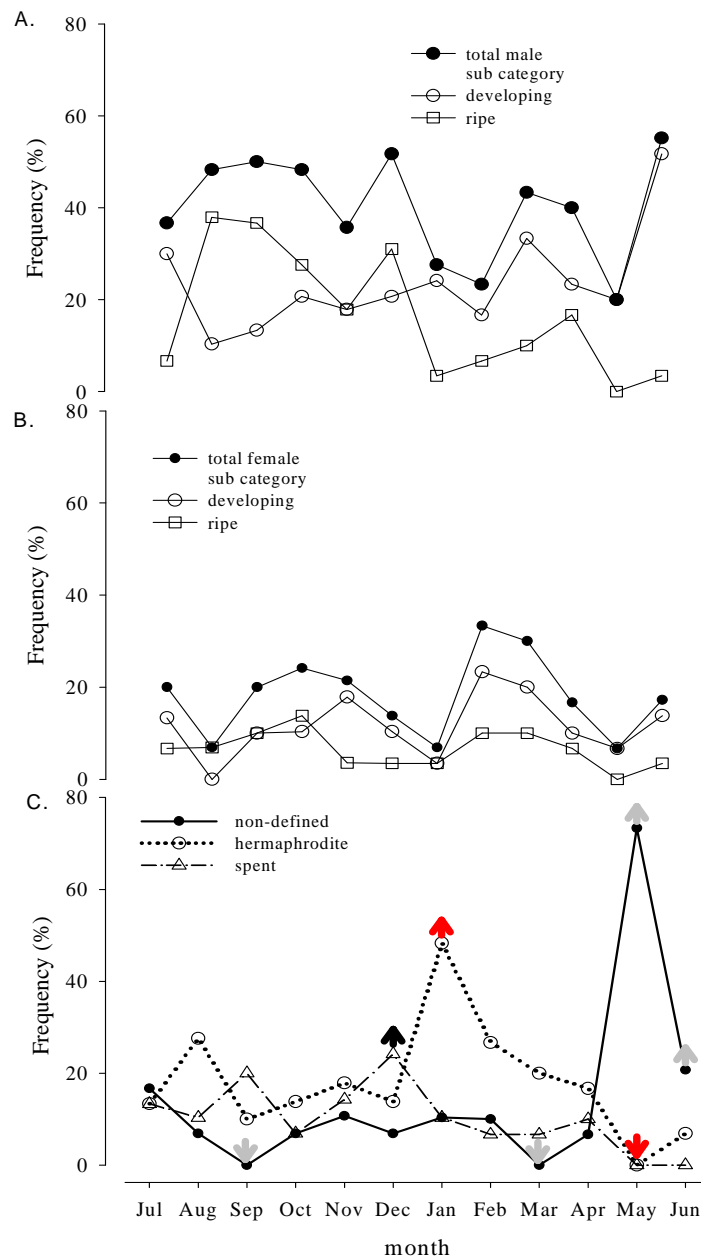 A.
80
60
40
20
0
Frequency (%)
total male
sub category
developing
ripe
B.
80
60
40
20
0
Frequency (%)
total female
sub category
developing
ripe
C.
80
60
40
20
0
Frequency (%)
non-defined
hermaphrodite
spent
Jul Aug Sep Oct Nov Dec Jan Feb Mar Apr May Jun
month